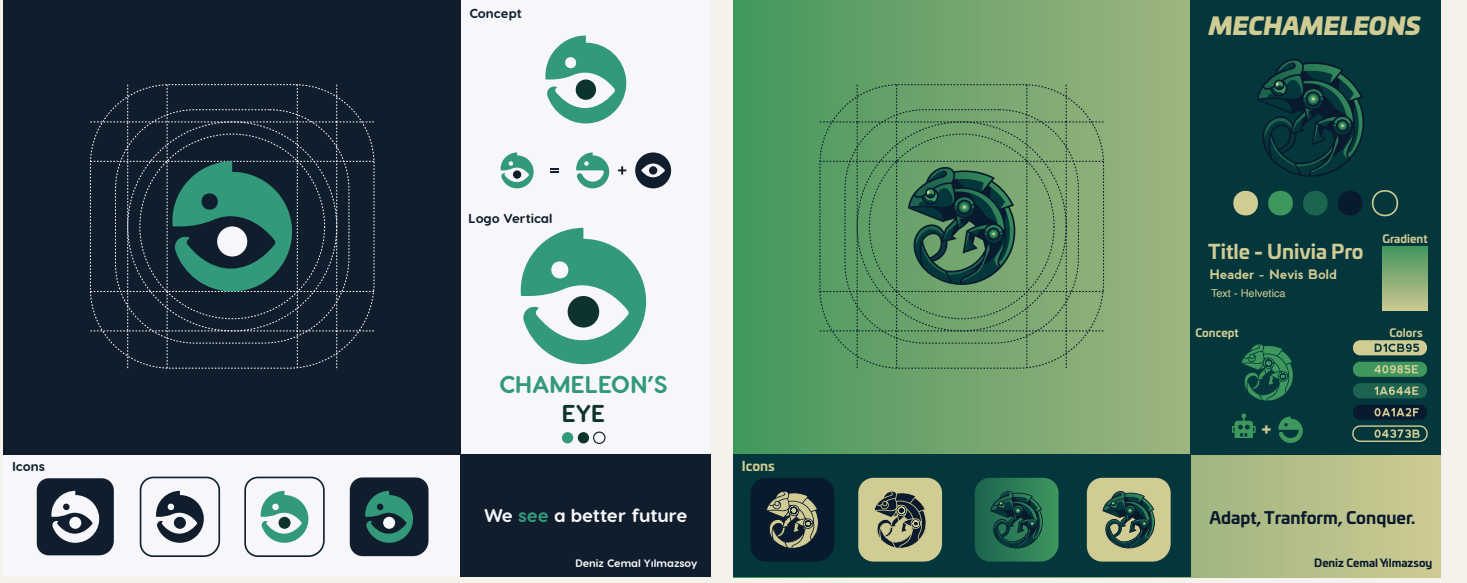 Concept
=
+
Logo Vertical
CHAMELEON'S
EYE
Icons
We see a better future
Deniz Cemal Yılmazsoy
MECHAMELEONS
Title - Univia Pro
Header - Nevis Bold
Text - Helvetica
Gradient
Concept
+
Colors
D1CB95
40985E
1A644E
0A1A2F
04373B
Icons
Adapt, Tranform, Conquer.
Deniz Cemal Yılmazsoy